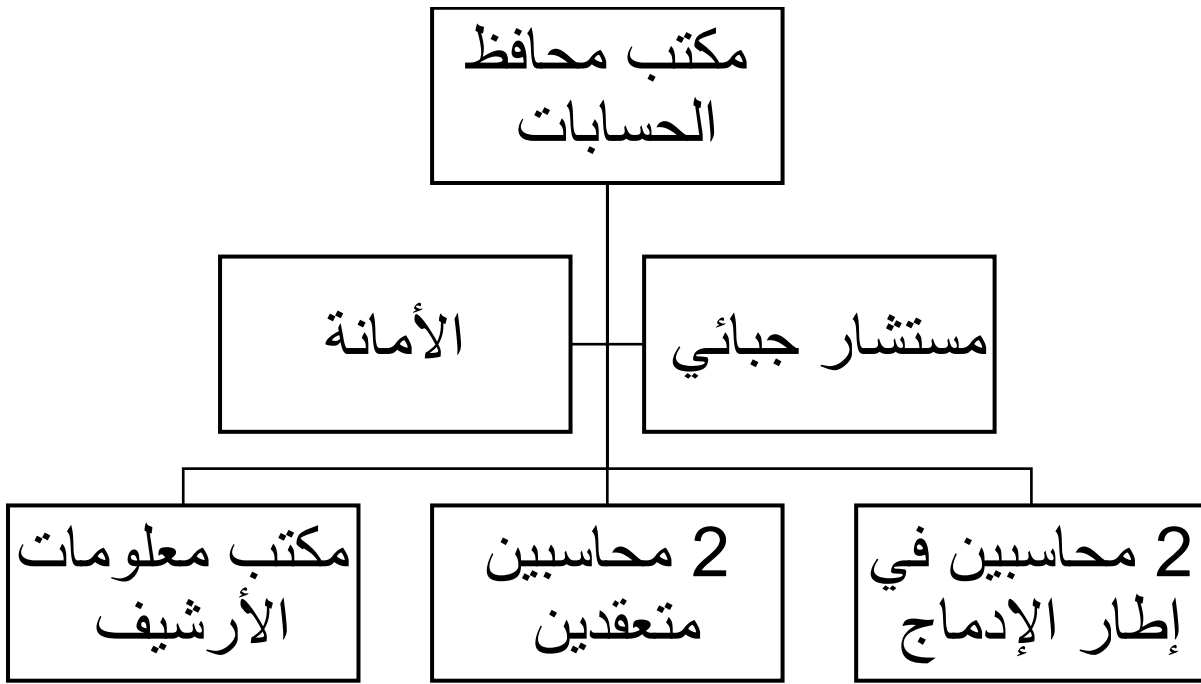 مكتب محافظ
الحسابات
مستشار جبائي
الأمانة
2 محاسبين في
إطار الإدماج
2 محاسبين
متعقدين
مكتب معلومات
الأرشيف